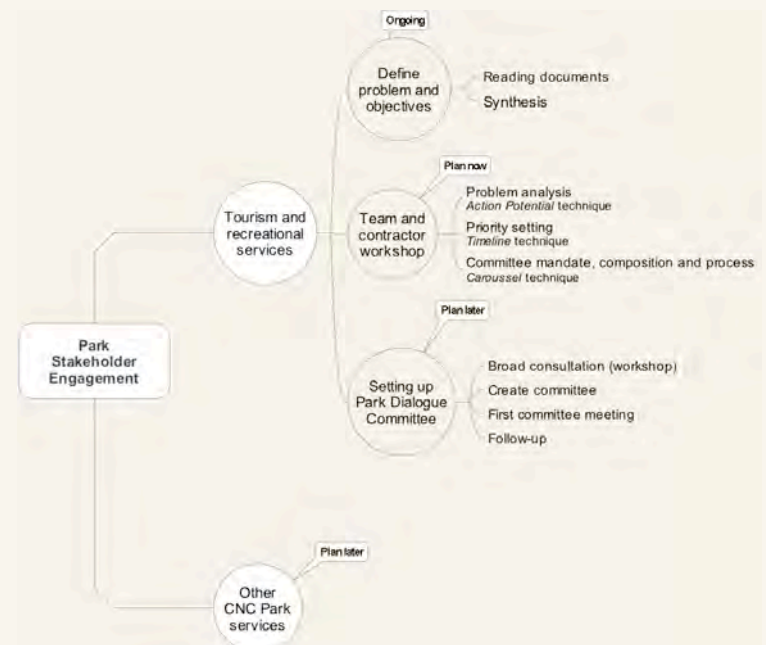 Ongoing
Define
problem and
objectives
Reading documents
Synthesis
Plan now
Tourism and
recreational
services
Team and
contractor
workshop
Problem analysis
Action Potential technique
Priority setting
Timeline technique
Committee mandate, composition and process
Caroussel technique
Plan later
Park
Stakeholder
Engagement
Setting up
Park Dialogue
Committee
Broad consultation (workshop)
Create committee
First committee meeting
Follow-up
Plan later
Other
CNC Park
services